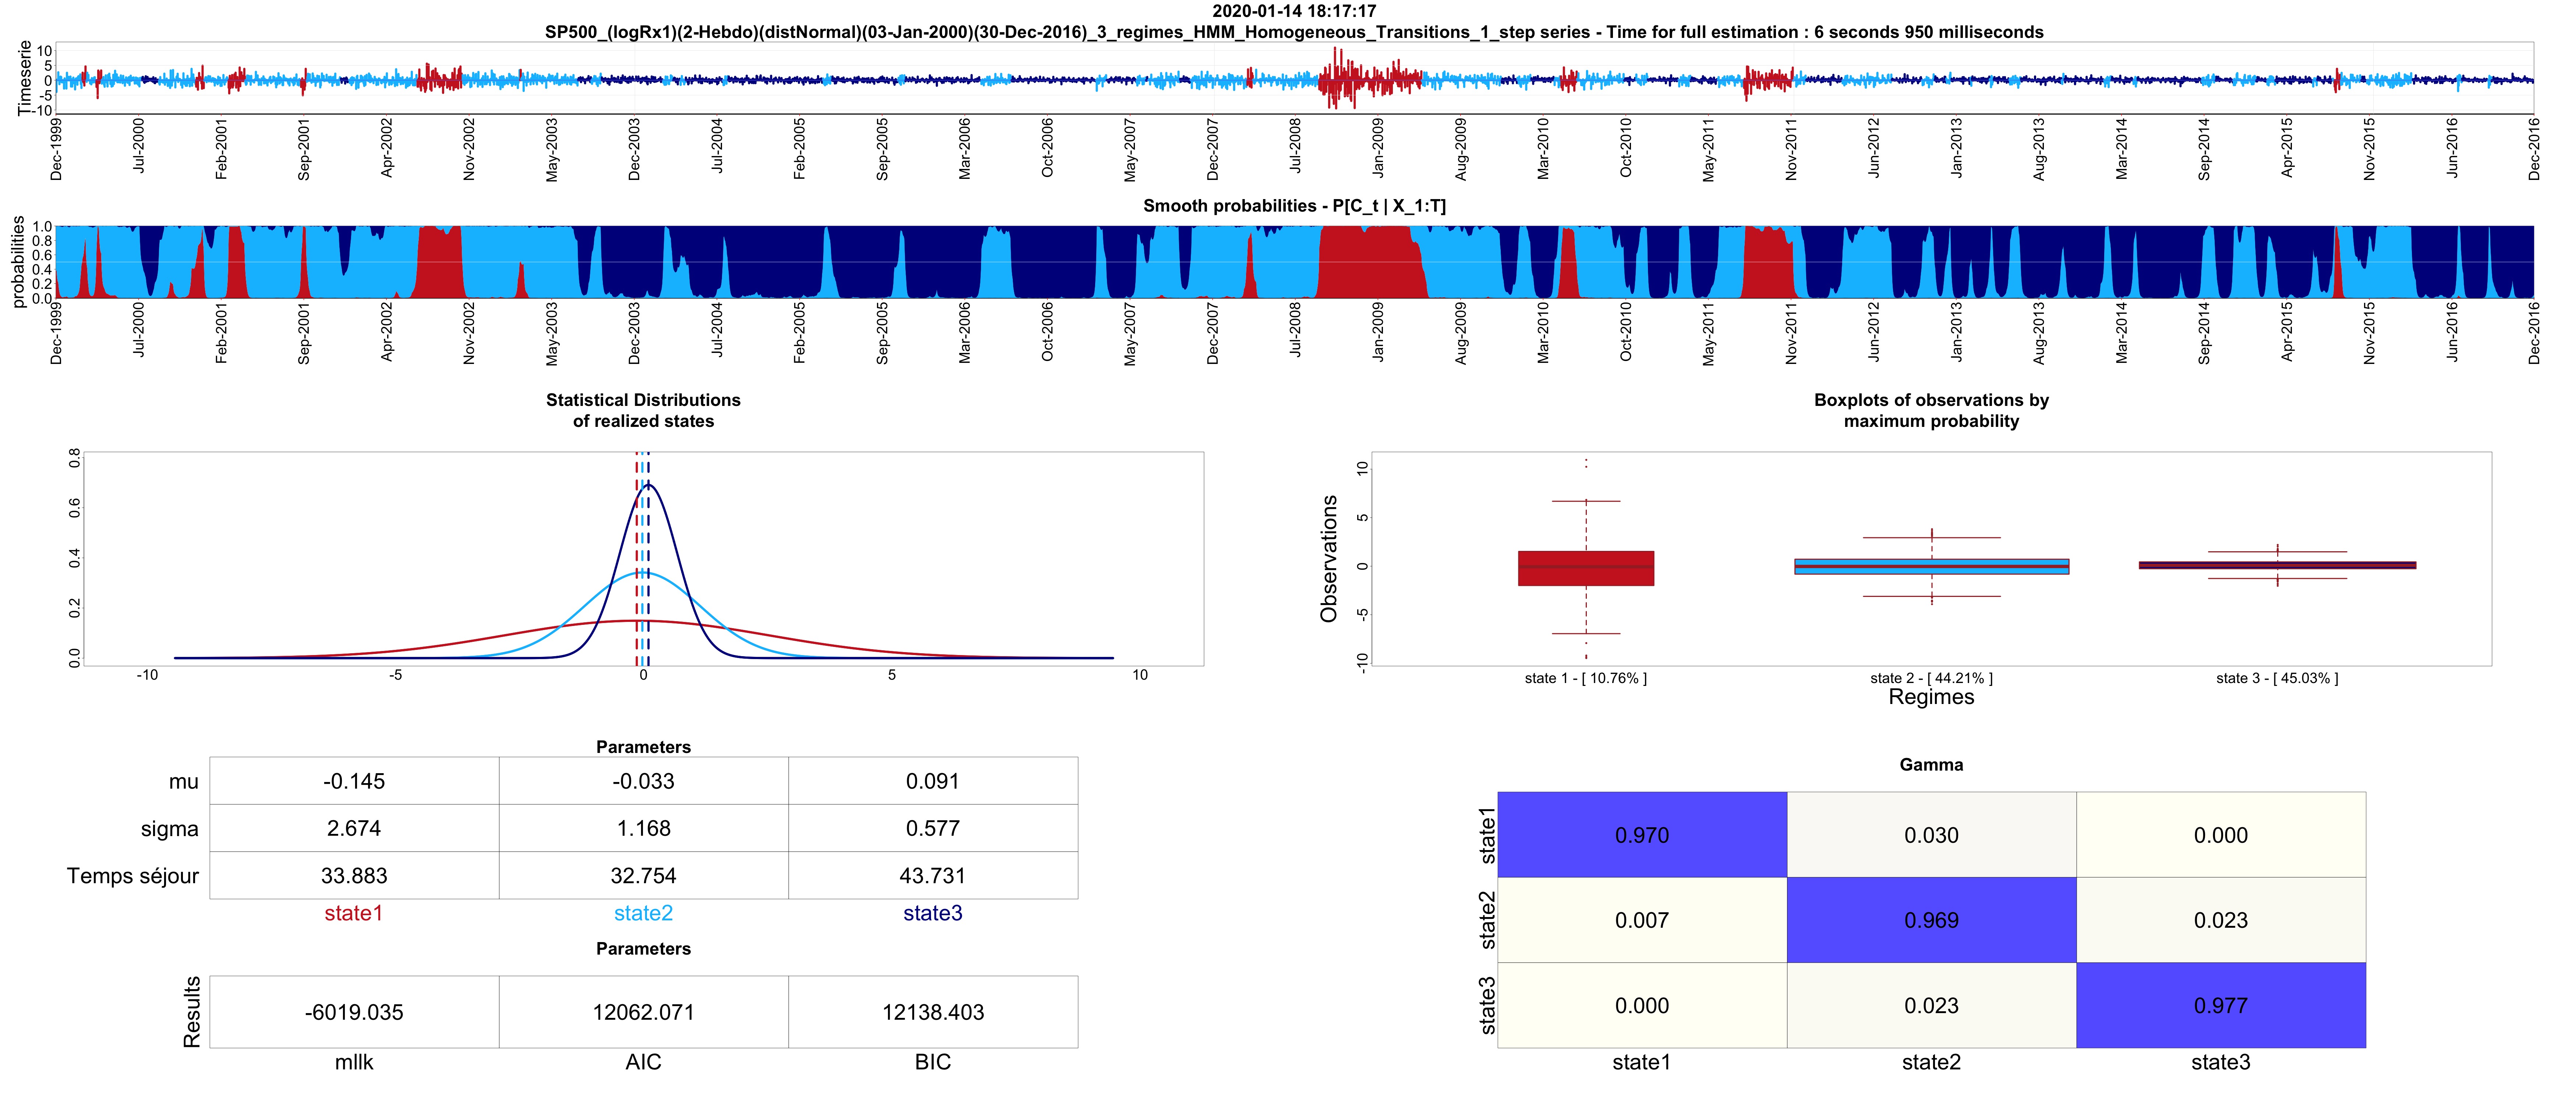 2020-01-14 18:17:17
SP500_(logRx1)(2-Hebdo)(distNormal)(03-Jan-2000)(30-Dec-2016)_3_regimes_HMM_Homogeneous_Transitions_1_step series - Time for full estimation : 6 seconds 950 milliseconds
Timeserie
10
5
0
-5
-10
Dec-1999 Jul-2000 Feb-2001 Sep-2001 Apr-2002 Nov-2002 May-2003 Dec-2003 Jul-2004 Feb-2005 Sep-2005 Mar-2006 Oct-2006 May-2007 Dec-2007 Jul-2008 Jan-2009 Aug-2009 Mar-2010 Oct-2010 May-2011 Nov-2011 Jun-2012 Jan-2013 Aug-2013 Mar-2014 Sep-2014 Apr-2015 Nov-2015 Jun-2016 Dec-2016
Smooth probabilities - P[C_t | X_1:T]
probabilities
1.0
0.8
0.6
0.4
0.2
0.0
Dec-1999 Jul-2000 Feb-2001 Sep-2001 Apr-2002 Nov-2002 May-2003 Dec-2003 Jul-2004 Feb-2005 Sep-2005 Mar-2006 Oct-2006 May-2007 Dec-2007 Jul-2008 Jan-2009 Aug-2009 Mar-2010 Oct-2010 May-2011 Nov-2011 Jun-2012 Jan-2013 Aug-2013 Mar-2014 Sep-2014 Apr-2015 Nov-2015 Jun-2016 Dec-2016
Statistical Distributions
of realized states
0.8
0.6
0.4
0.2
0.0
-10 -5 0 5 10
Boxplots of observations by
maximum probability
Observations
10
5
0
-5
-10
state 1 - [ 10.76% ] state 2 - [ 44.21% ] state 3 - [ 45.03% ]
Regimes
Parameters
mu -0.145 -0.033 0.091
sigma 2.674 1.168 0.577
Temps séjour 33.883 32.754 43.731
state1 state2 state3
Parameters
Results -6019.035 12062.071 12138.403
mllk AIC BIC
Gamma
state1 0.970 0.030 0.000
state2 0.007 0.969 0.023
state3 0.000 0.023 0.977
state1 state2 state3